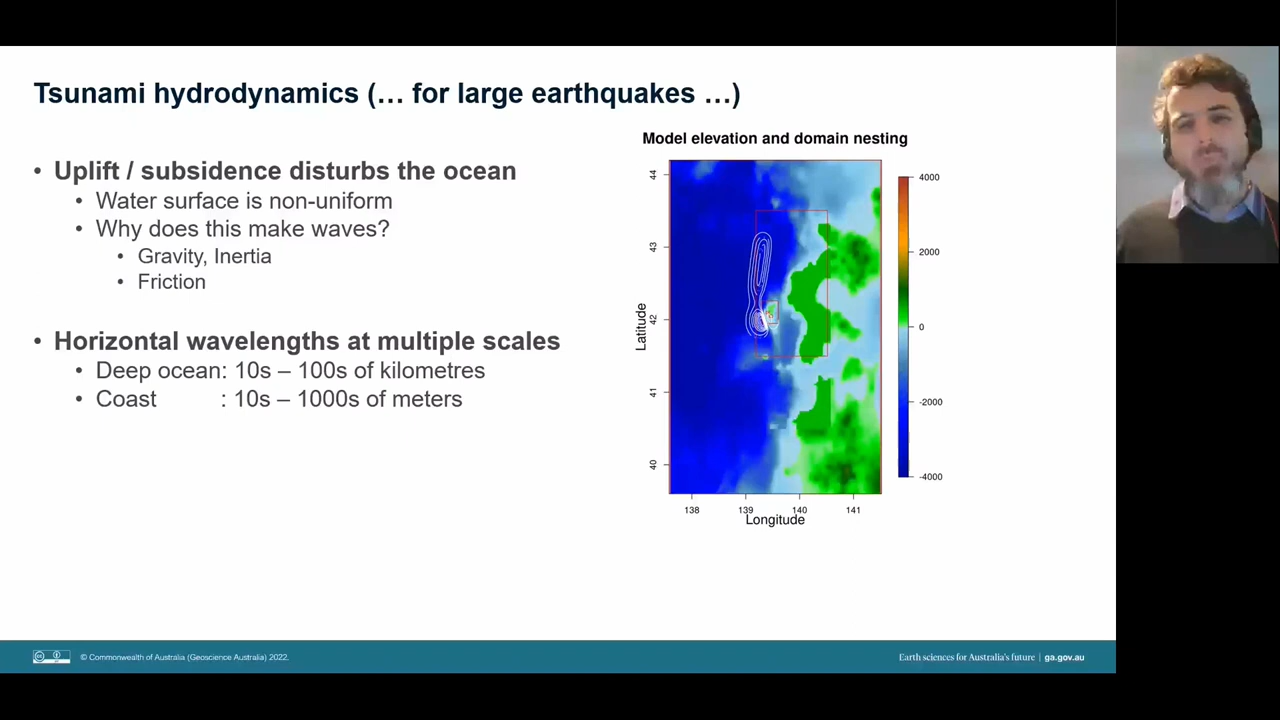 Tsunami hydrodynamics (… for large earthquakes …)
• Uplift / subsidence disturbs the ocean
• Water surface is non-uniform
• Why does this make waves?
• Gravity, Inertia
• Friction
• Horizontal wavelengths at multiple scales
• Deep ocean: 10s – 100s of kilometres
• Coast : 10s – 1000s of meters
Model elevation and domain nesting
44
43
42
41
40
Latitude
138 139 140 141
Longitude
4000
2000
0
-2000
-4000
© Commonwealth of Australia (Geoscience Australia) 2022.
Earth sciences for Australia's future | ga.gov.au